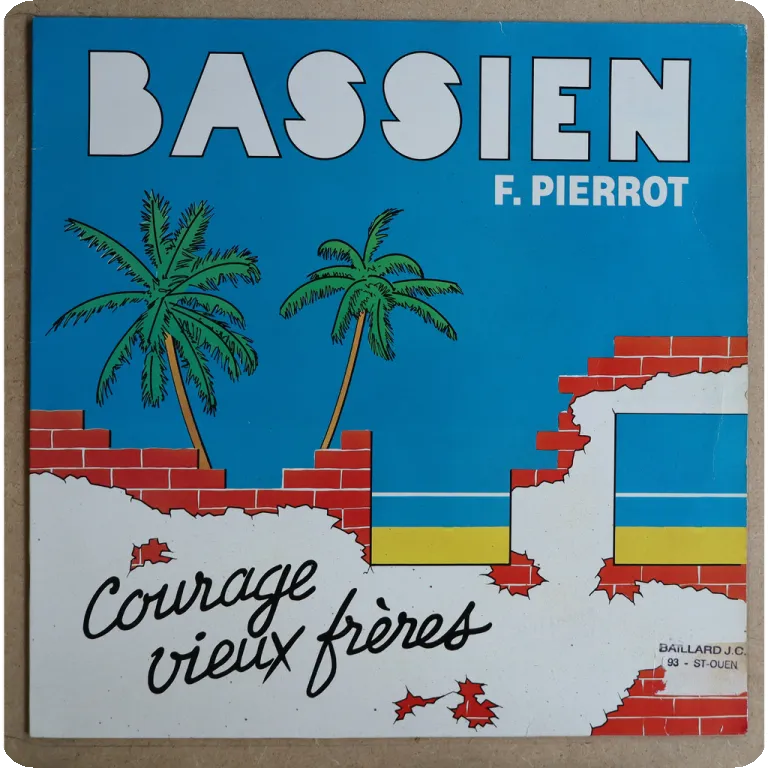 BASSIEN
F. PIERROT
Courage
vieux frères
BAILLARD J.C.
93 - ST-OUEN